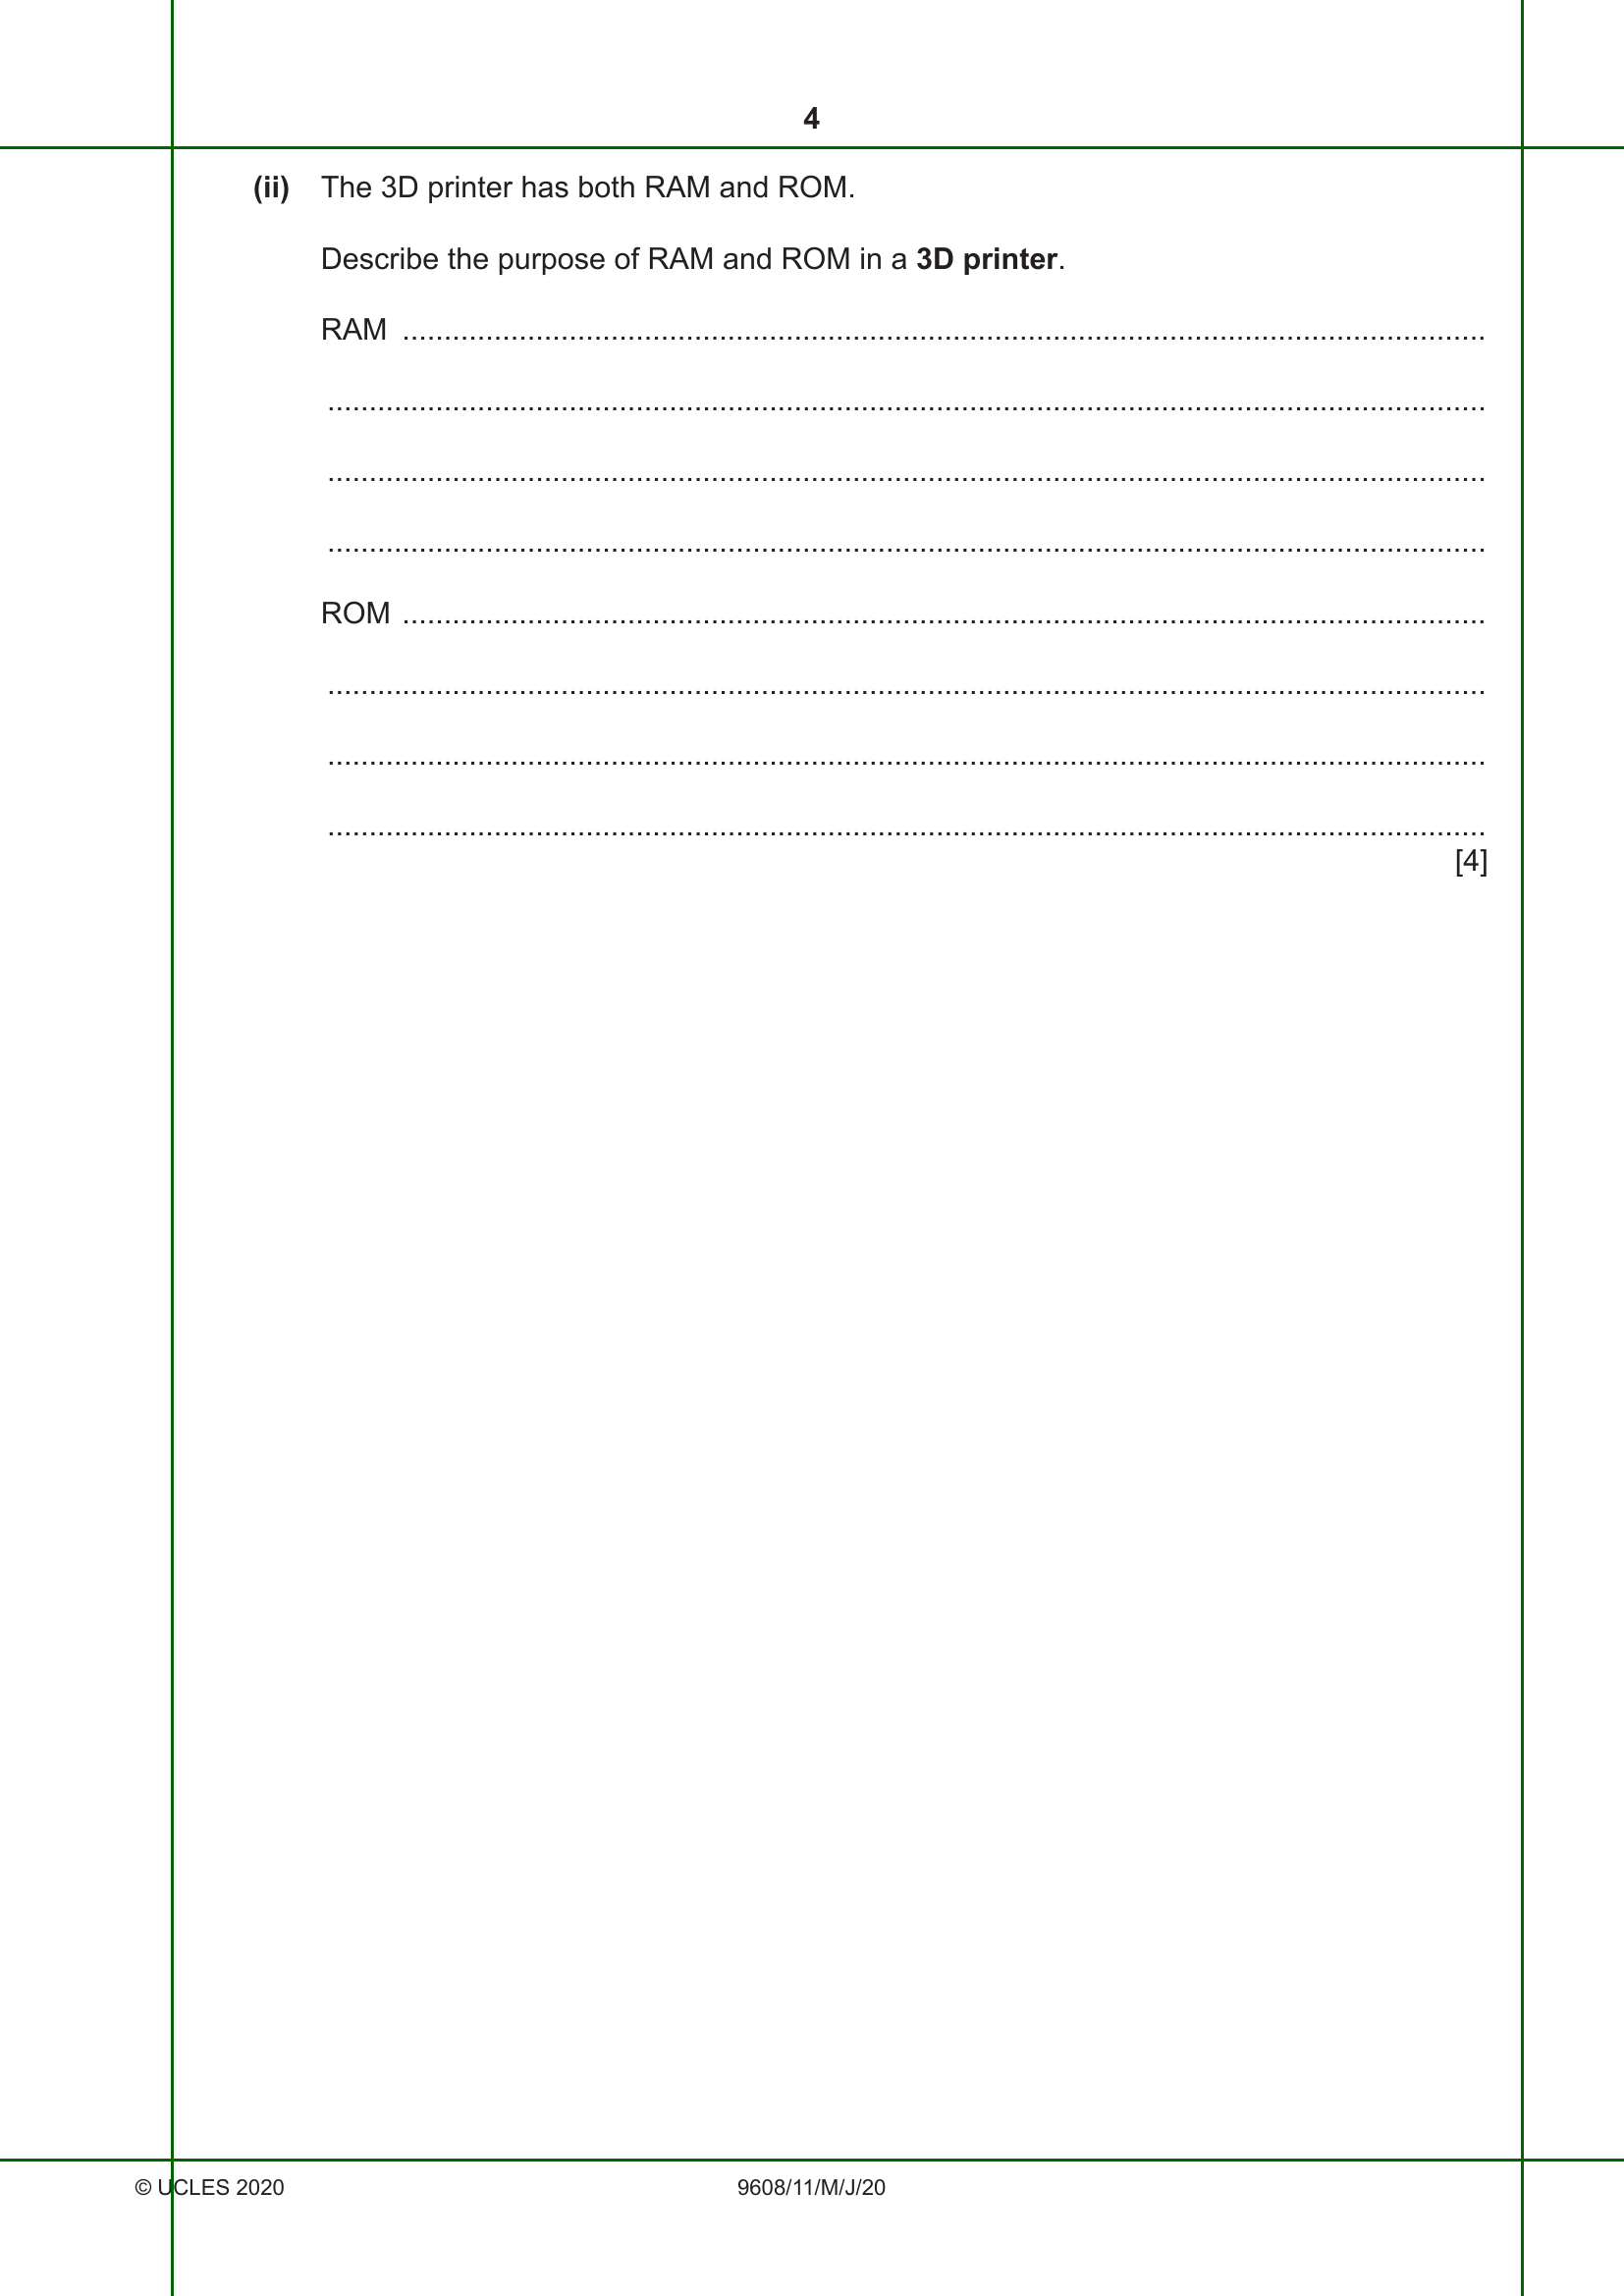 4
(ii) The 3D printer has both RAM and ROM.
Describe the purpose of RAM and ROM in a 3D printer.
RAM ....................................................................................................................................
....................................................................................................................................
....................................................................................................................................
....................................................................................................................................
ROM ....................................................................................................................................
....................................................................................................................................
....................................................................................................................................
....................................................................................................................................
[4]
© UCLES 2020 9608/11/M/J/20